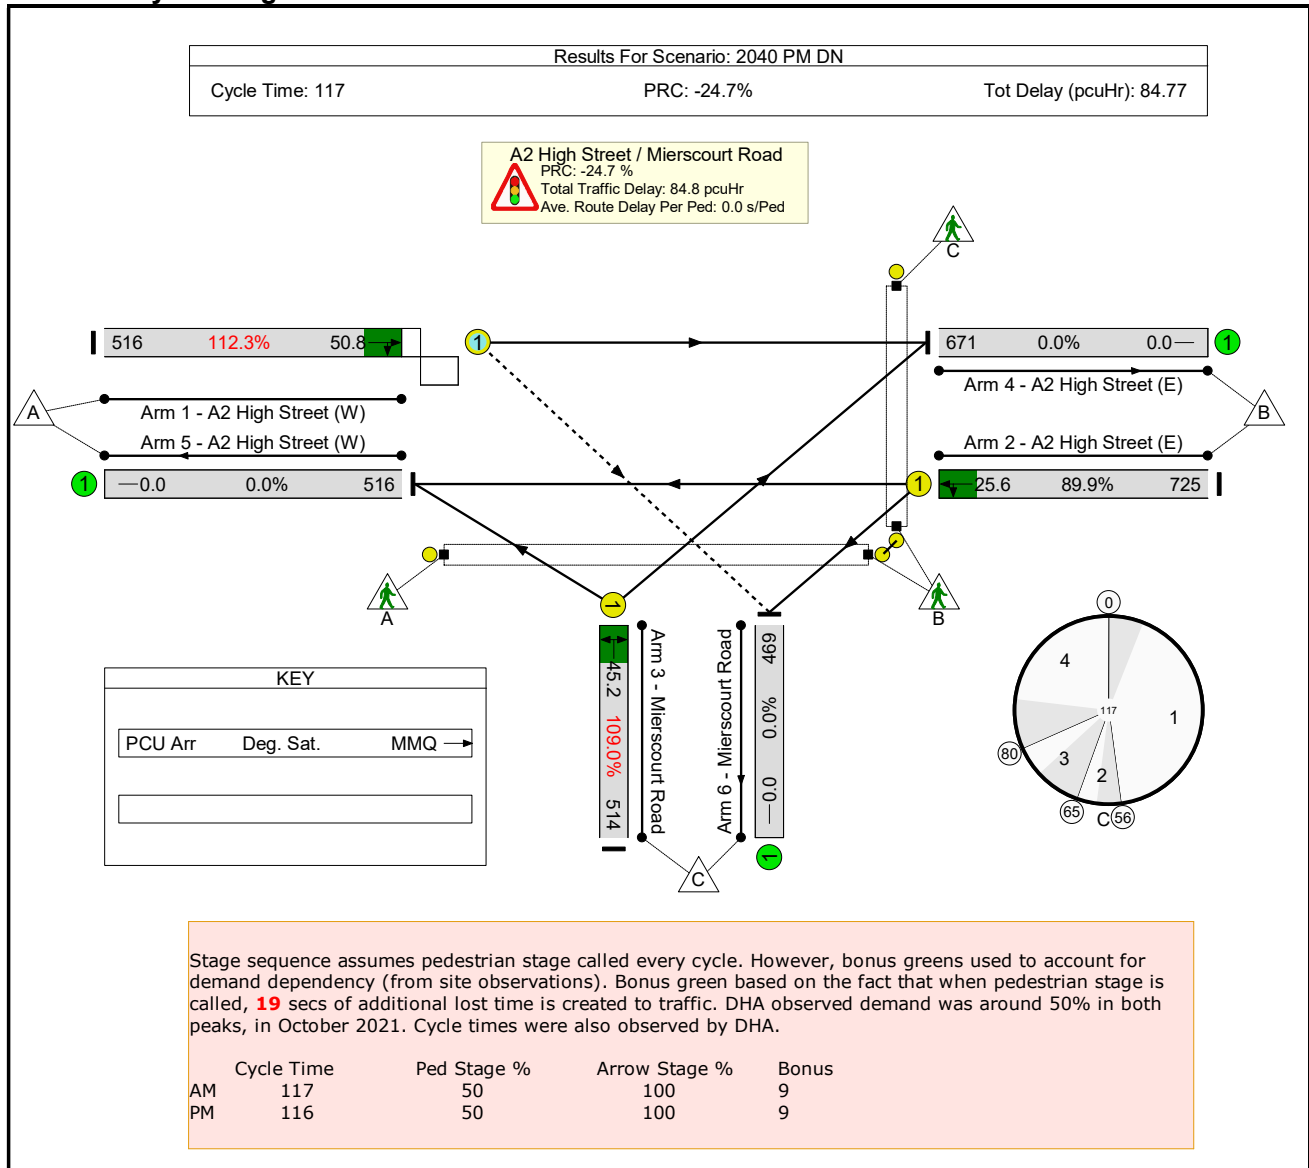 Results For Scenario: 2040 PM DN
Cycle Time: 117 PRC: -24.7% Tot Delay (pcuHr): 84.77
A2 High Street / Mierscourt Road
PRC: -24.7 %
Total Traffic Delay: 84.8 pcuHr
Ave. Route Delay Per Ped: 0.0 s/Ped
C
516 112.3% 50.8
1
671 0.0% 0.0
1
Arm 4 - A2 High Street (E)
A
Arm 1 - A2 High Street (W)
B
Arm 5 - A2 High Street (W)
Arm 2 - A2 High Street (E)
1
0.0 0.0% 516
1
25.6 89.9% 725
A
B
1
45.2 109.0% 514
Arm 3 - Mierscourt Road
Arm 6 - Mierscourt Road
0.0 0.0% 469
1
C
0
4
117
1
80
3
2
65
C
56
KEY
PCU Arr Deg. Sat. MMQ
Stage sequence assumes pedestrian stage called every cycle. However, bonus greens used to account for
demand dependency (from site observations). Bonus green based on the fact that when pedestrian stage is
called, 19 secs of additional lost time is created to traffic. DHA observed demand was around 50% in both
peaks, in October 2021. Cycle times were also observed by DHA.
Cycle Time Ped Stage % Arrow Stage % Bonus
AM 117 50 100 9
PM 116 50 100 9